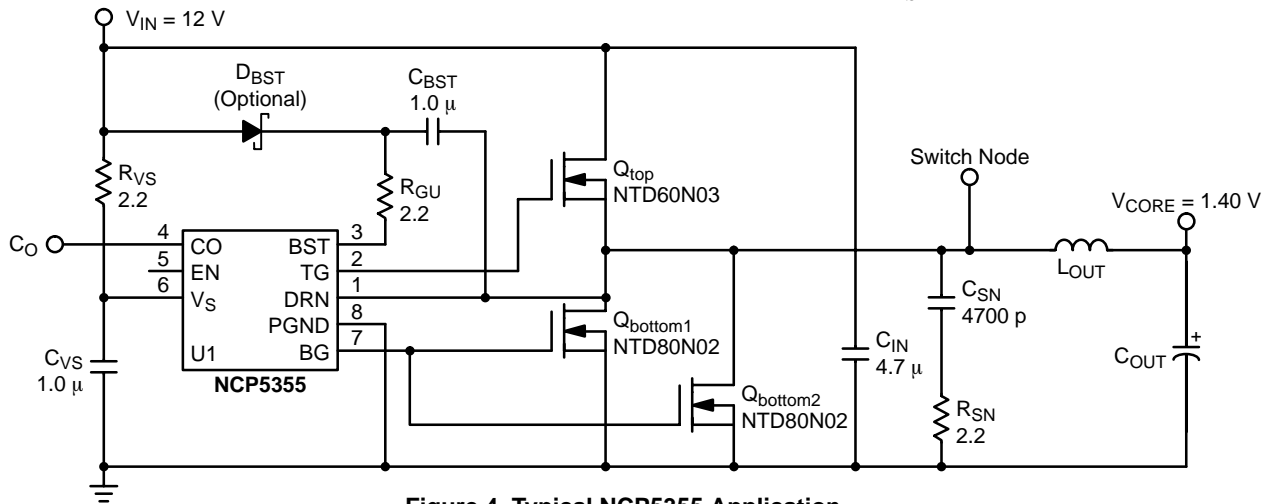 V_IN = 12 V
D_BST
(Optional)
C_BST
1.0 μ
R_VS
2.2
R_GU
2.2
Q_top
NTD60N03
Switch Node
V_CORE = 1.40 V
C_O
4
CO
5
EN
6
V_S
BST
3
TG
2
DRN
1
PGND
8
BG
7
U1
NCP5355
C_VS
1.0 μ
Q_bottom1
NTD80N02
Q_bottom2
NTD80N02
C_IN
4.7 μ
C_SN
4700 p
R_SN
2.2
L_OUT
C_OUT
+
Figure 4. Typical NCP5355 Application